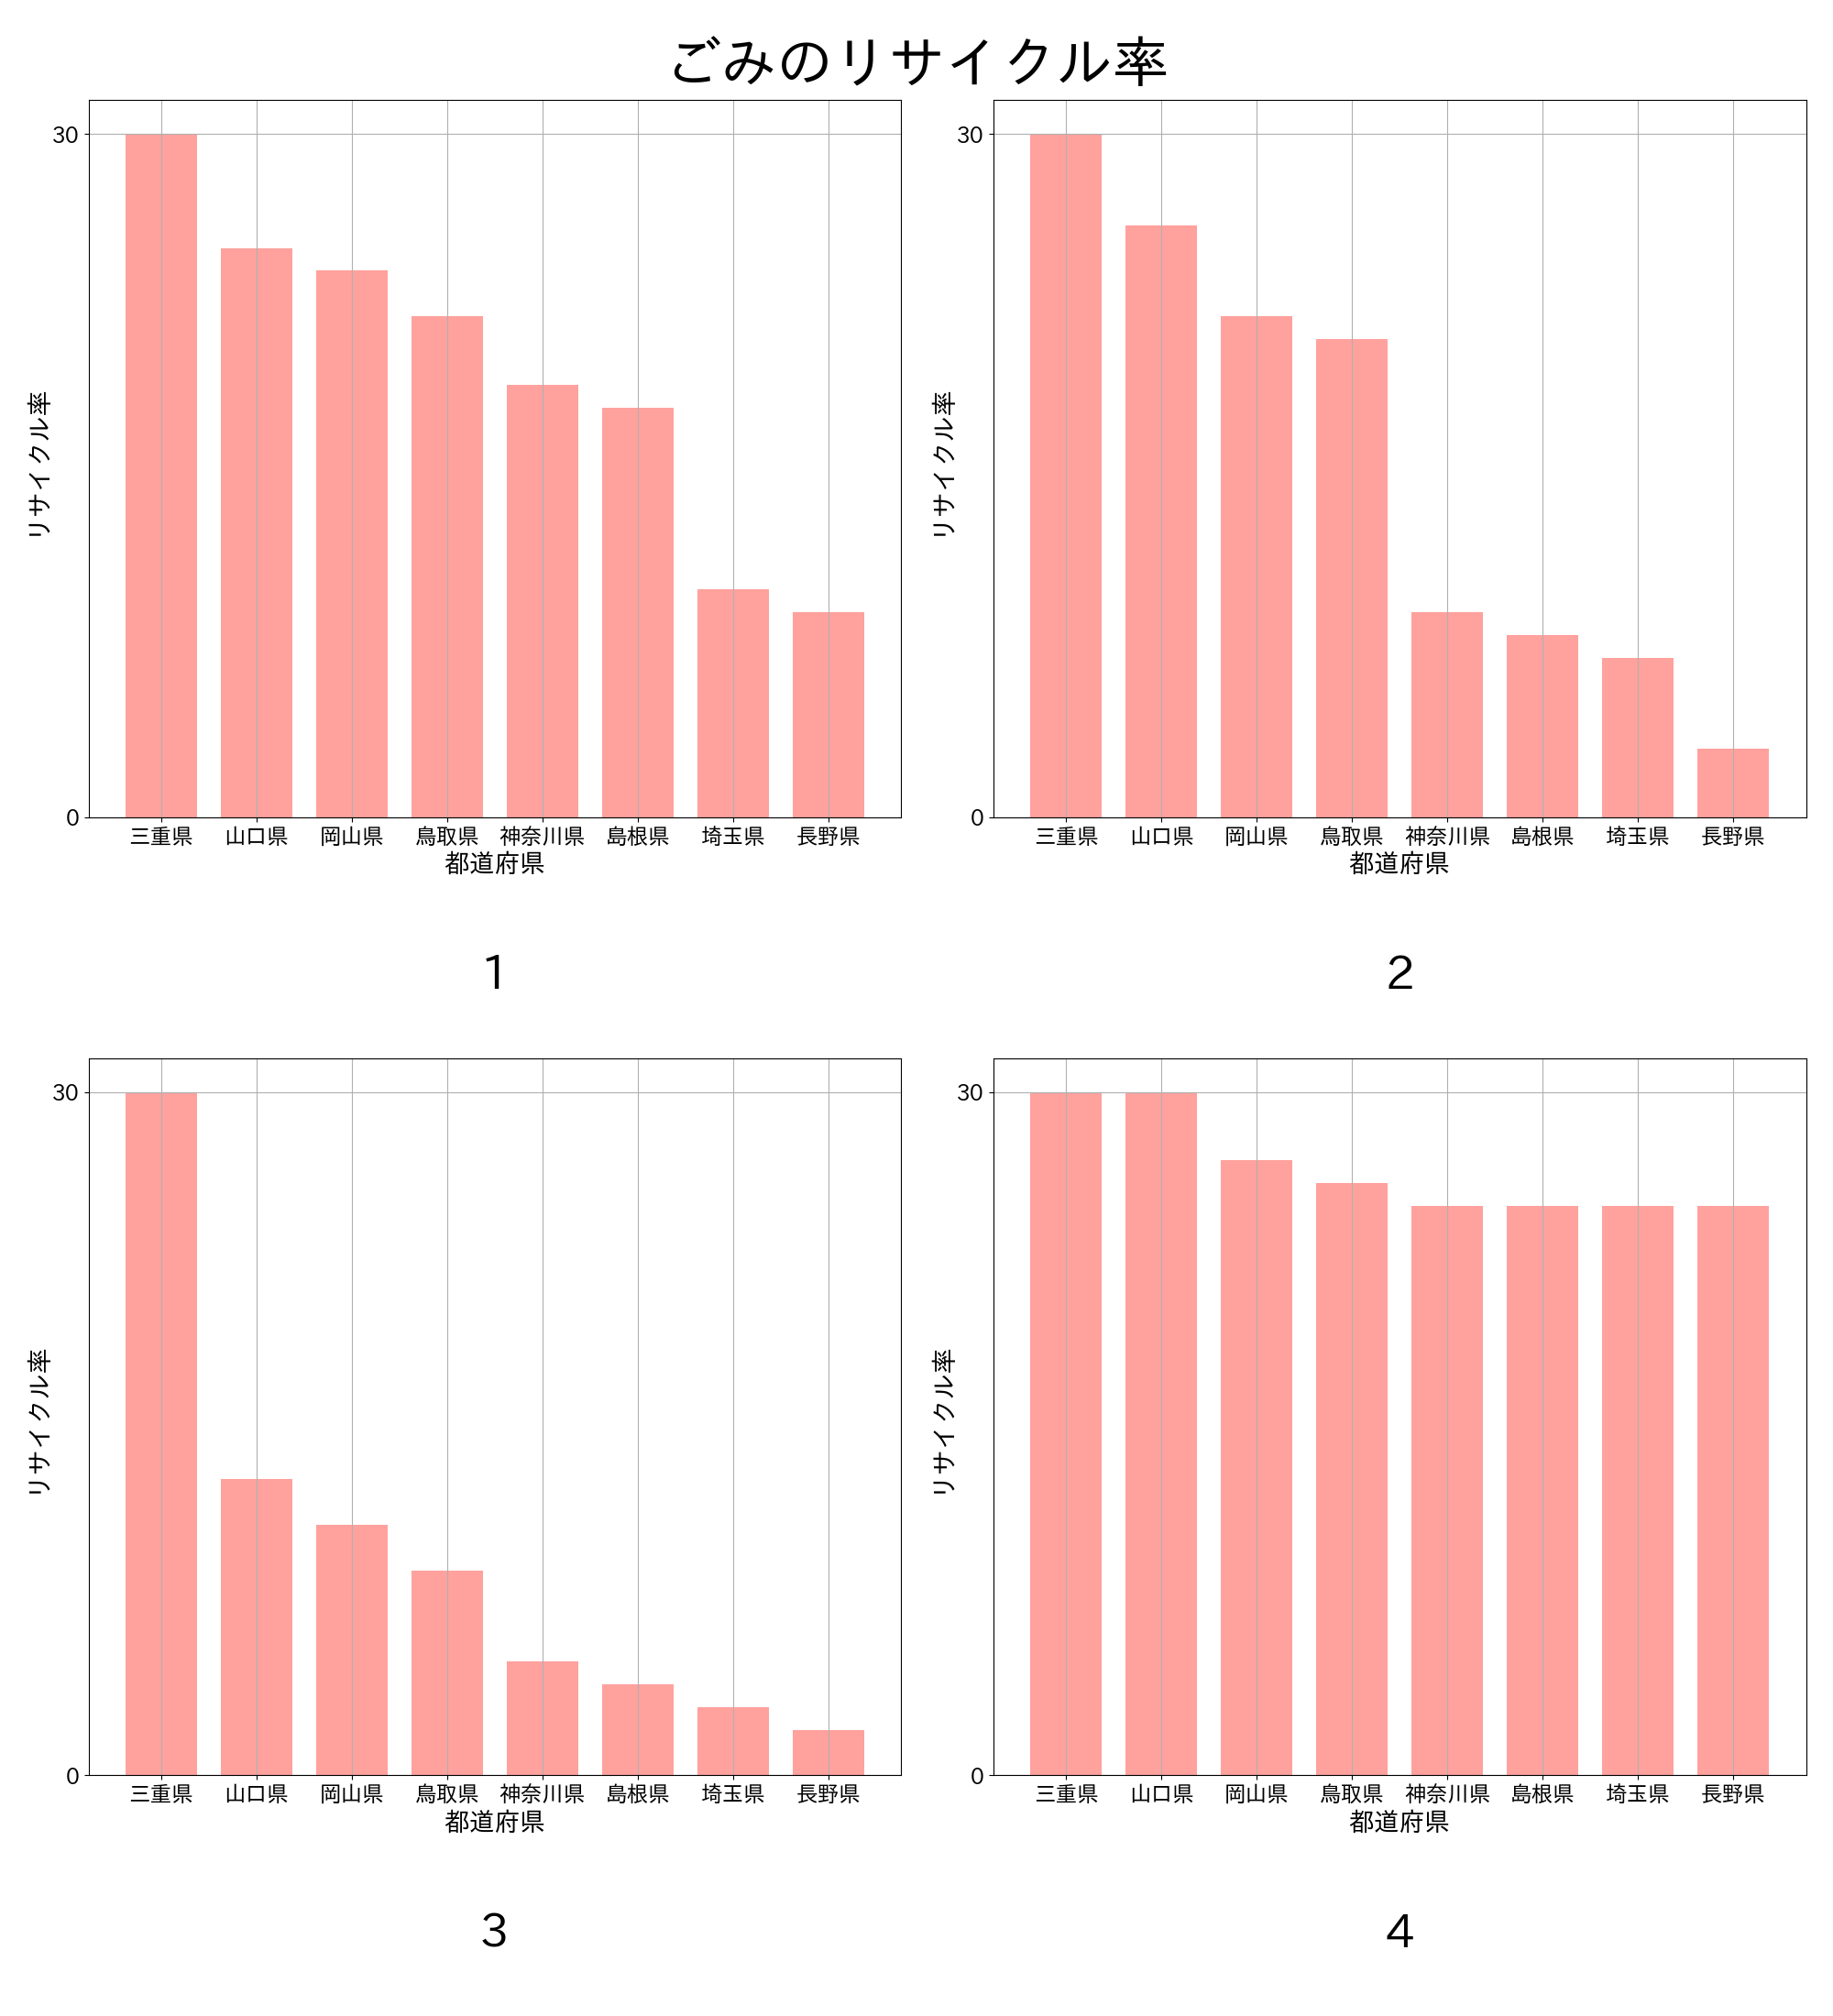 ごみのリサイクル率
30
0
リサイクル率
三重県 山口県 岡山県 鳥取県 神奈川県 島根県 埼玉県 長野県
都道府県
1
30
0
リサイクル率
三重県 山口県 岡山県 鳥取県 神奈川県 島根県 埼玉県 長野県
都道府県
2
30
0
リサイクル率
三重県 山口県 岡山県 鳥取県 神奈川県 島根県 埼玉県 長野県
都道府県
3
30
0
リサイクル率
三重県 山口県 岡山県 鳥取県 神奈川県 島根県 埼玉県 長野県
都道府県
4